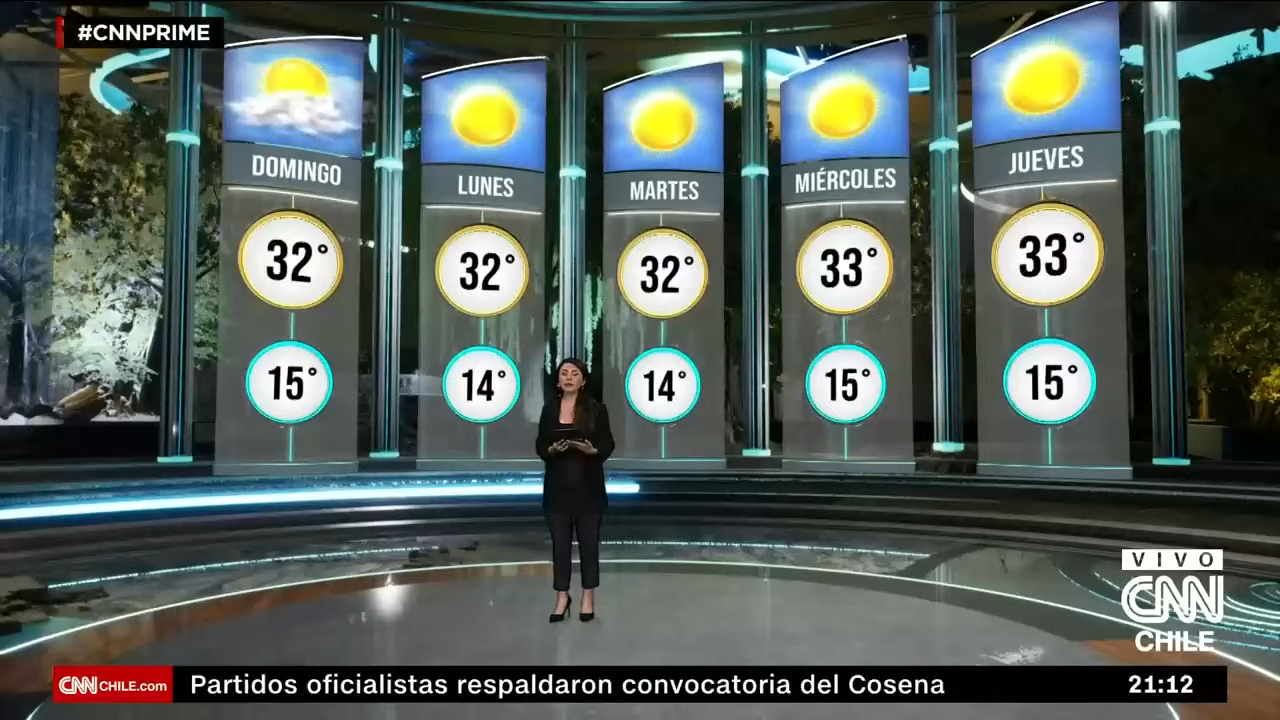 #CNNPRIME
DOMINGO
32°
15°
LUNES
32°
14°
MARTES
32°
14°
MIÉRCOLES
33°
15°
JUEVES
33°
15°
VIVO
CNN
CHILE
CNNCHILE.com
Partidos oficialistas respaldaron convocatoria del Cosena
21:12